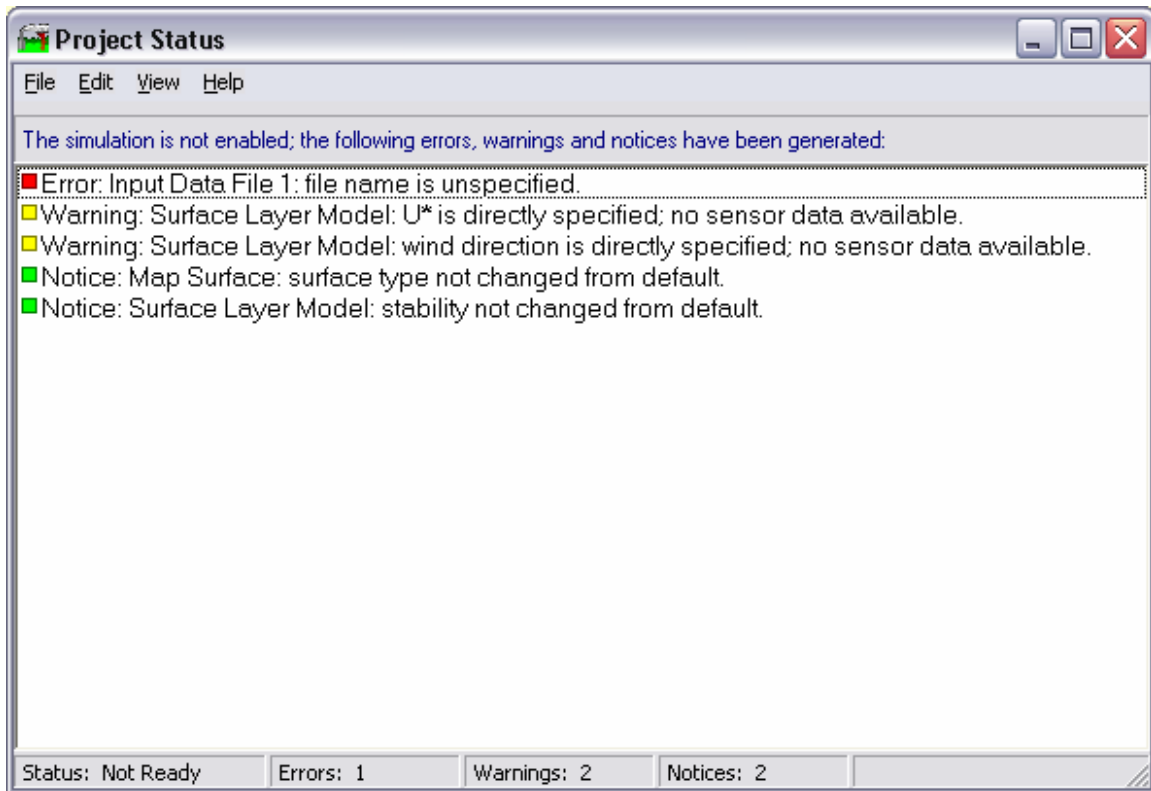 Project Status
File Edit View Help
The simulation is not enabled; the following errors, warnings and notices have been generated:
Error: Input Data File 1: file name is unspecified.
Warning: Surface Layer Model: U* is directly specified; no sensor data available.
Warning: Surface Layer Model: wind direction is directly specified; no sensor data available.
Notice: Map Surface: surface type not changed from default.
Notice: Surface Layer Model: stability not changed from default.
Status: Not Ready Errors: 1 Warnings: 2 Notices: 2